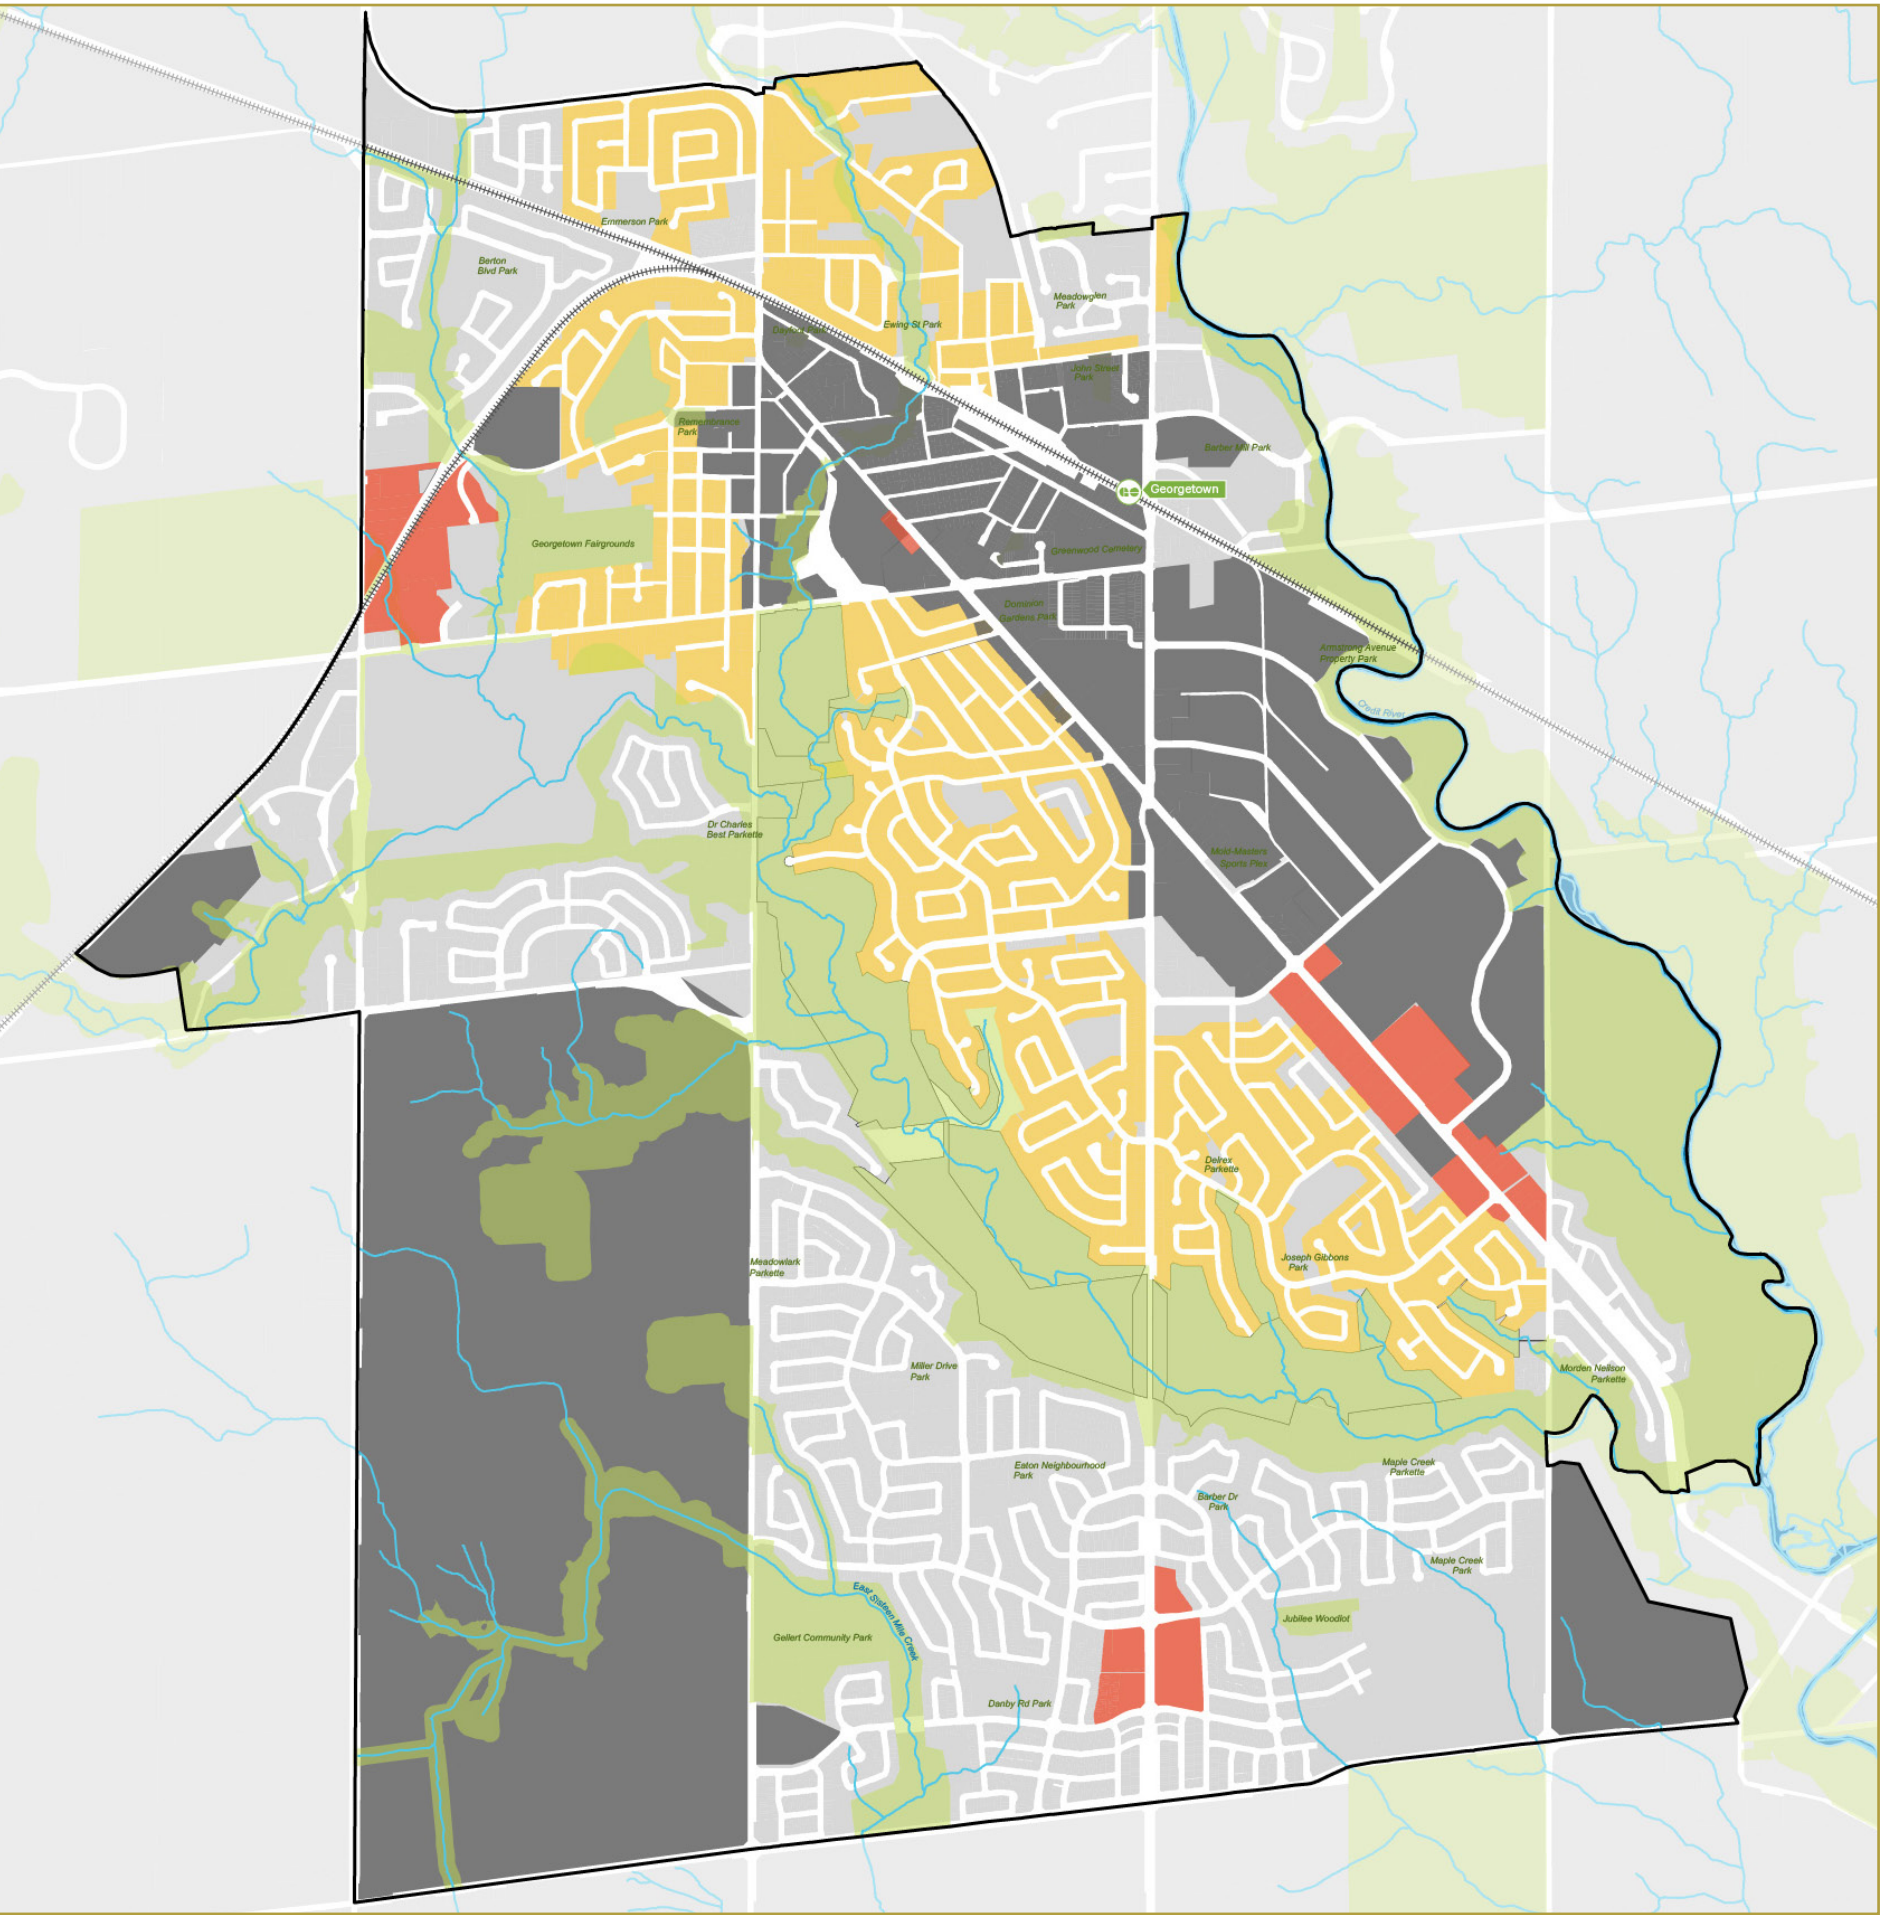 Emmerson Park
Berton
Blvd Park
Meadowglen
Park
Ewing St Park
Dayfoot Park
John Street
Park
Remembrance
Park
Barber Mill Park
Georgetown
Georgetown Fairgrounds
Greenwood Cemetery
Dominion
Gardens Park
Armstrong Avenue
Property Park
Credit River
Dr Charles
Best Parkette
Mold-Masters
Sports Plex
Delrex
Parkette
Meadowlark
Parkette
Joseph Gibbons
Park
Miller Drive
Park
Morden Neilson
Parkette
Eaton Neighbourhood
Park
Maple Creek
Parkette
Barber Dr
Park
Maple Creek
Park
East Sixteen Mile Creek
Jubilee Woodlot
Gellert Community Park
Danby Rd Park